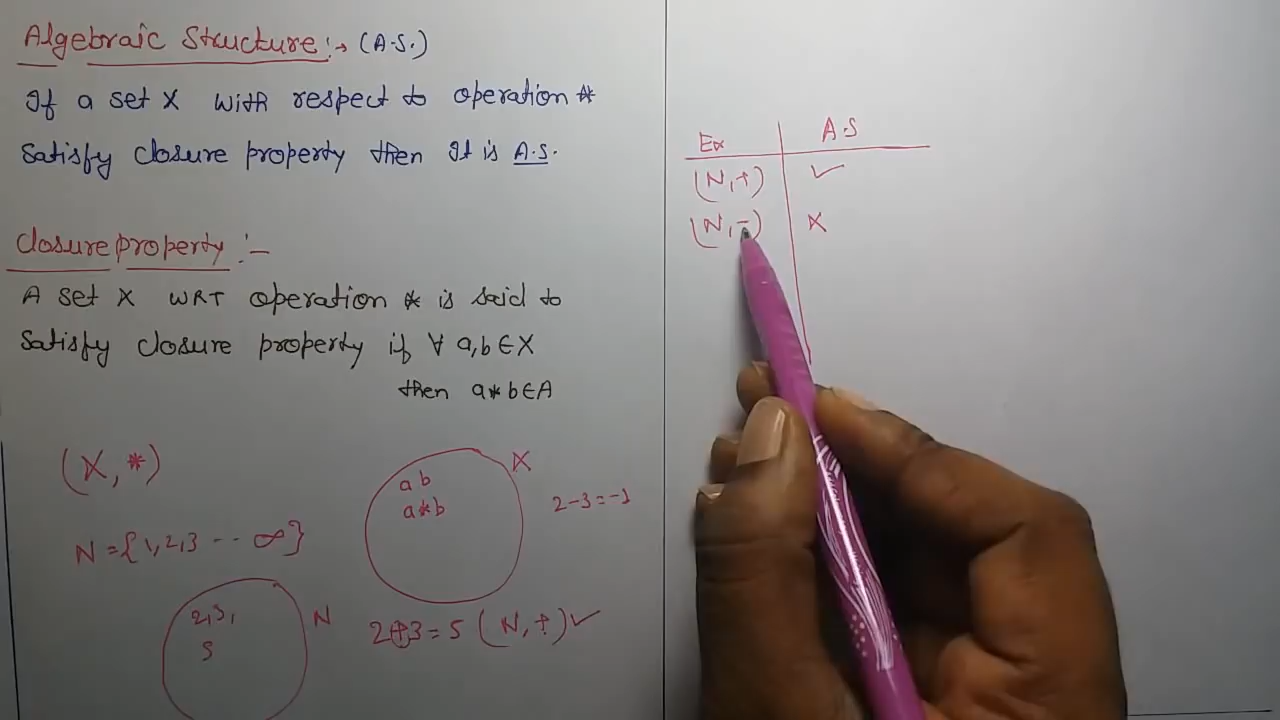 Algebraic Structure :→ (A.S.)
If a set X with respect to operation *
Satisfy closure property then It is A.S.
Closure property :-
A set X WRT operation * is said to
Satisfy closure property if ∀ a,b ∈ X
then a*b ∈ A
(X, *)
N = {1,2,3 -- ∞}
a b
a*b
X
2-3=-1
2,3,
5
N
2+3=5 (N,+) ✓
Ex A.S
(N,+) ✓
(N,-) X